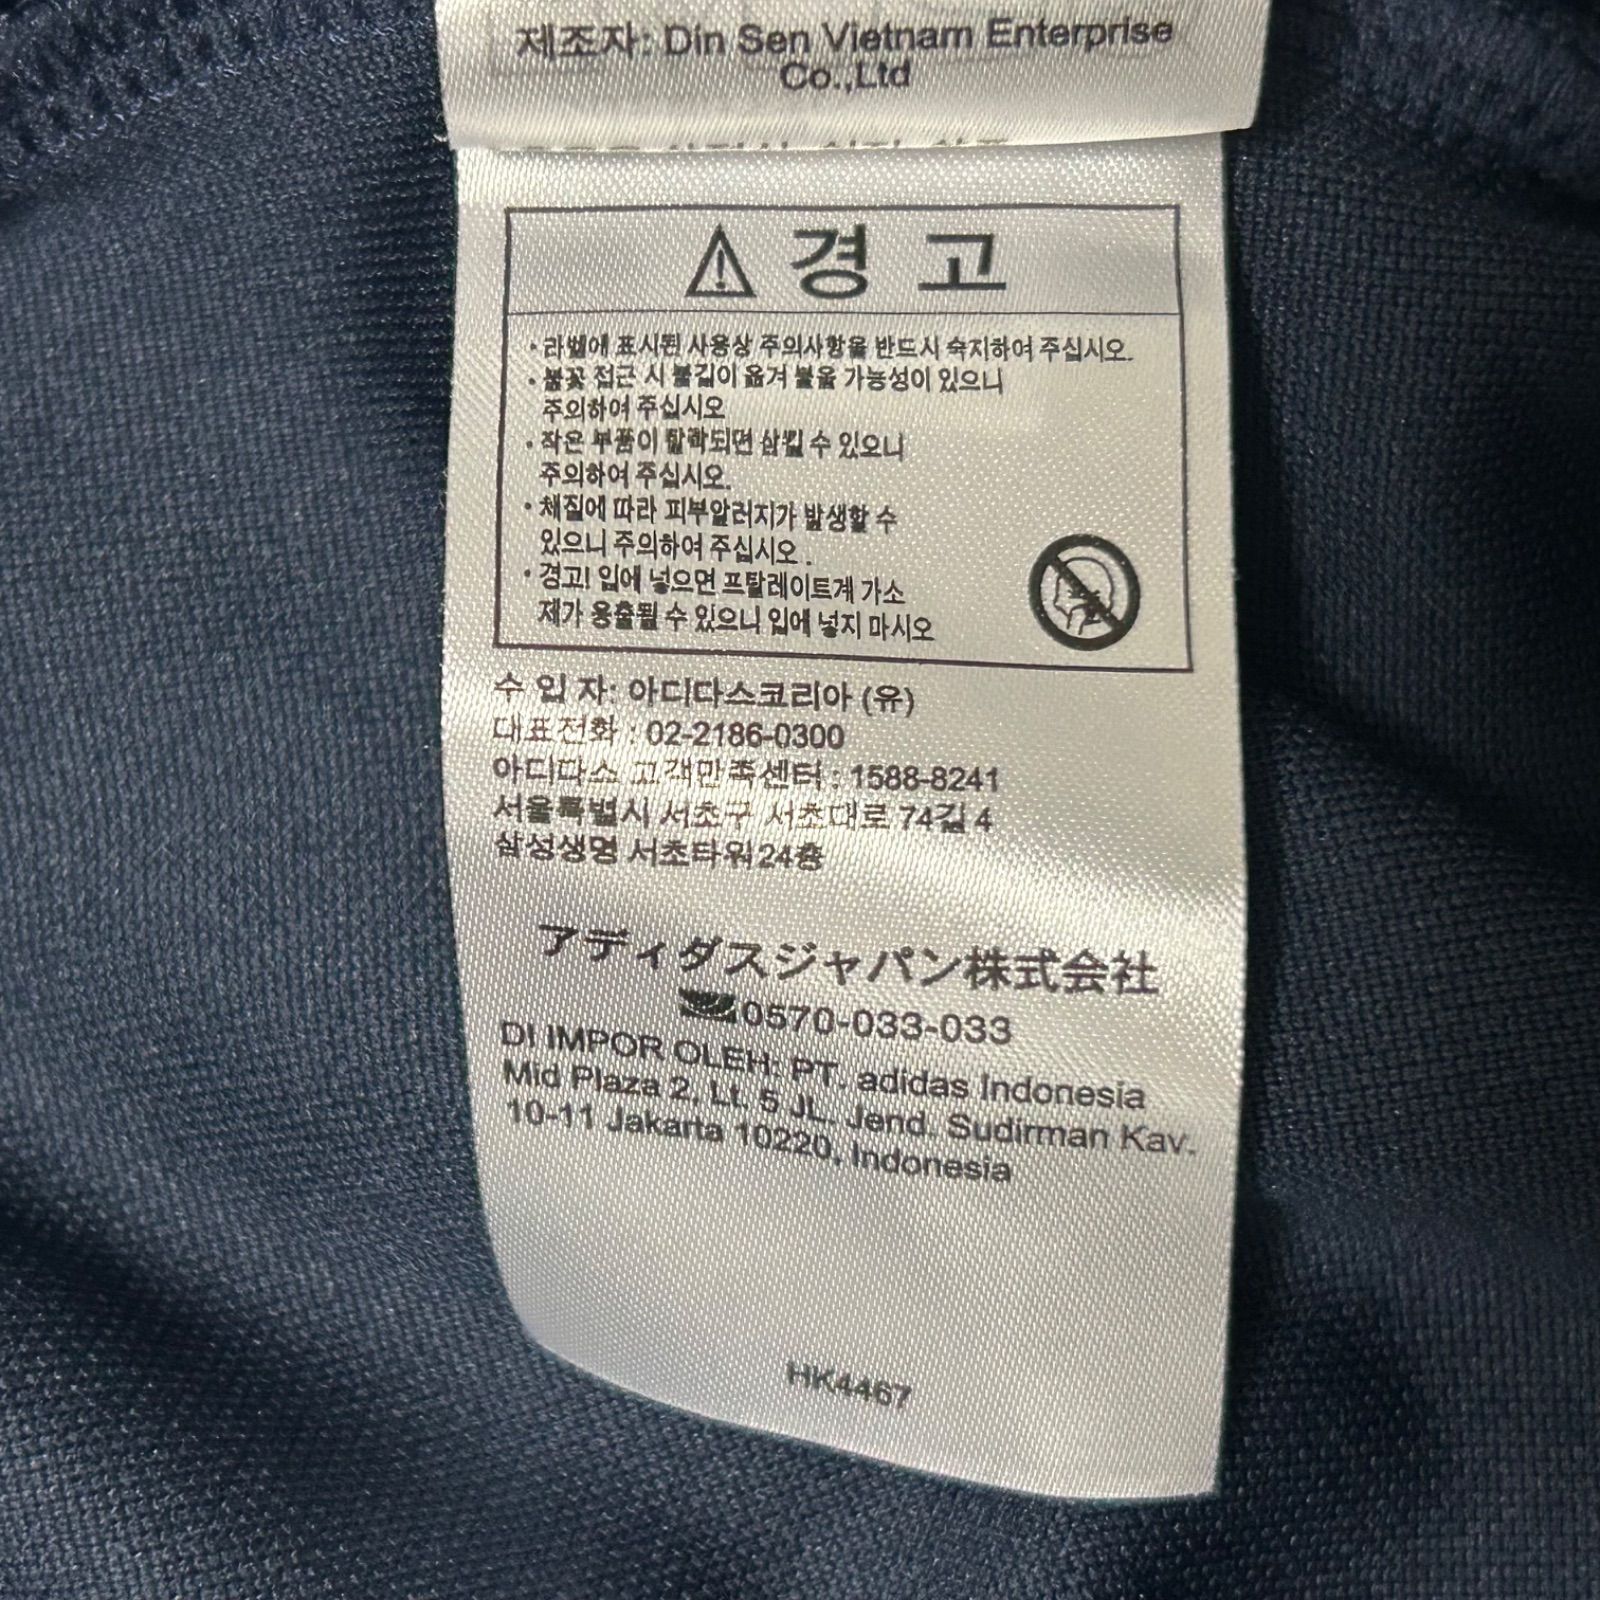 제조자: Din Sen Vietnam Enterprise
Co.,Ltd
경 고
• 라벨에 표시된 사용상 주의사항을 반드시 숙지하여 주십시오.
• 불꽃 접근 시 불길이 옮겨 붙을 가능성이 있으니
주의하여 주십시오
• 작은 부품이 탈락되면 삼킬 수 있으니
주의하여 주십시오.
• 체질에 따라 피부알러지가 발생할 수
있으니 주의하여 주십시오.
• 경고! 입에 넣으면 프탈레이트계 가소
제가 용출될 수 있으니 입에 넣지 마시오
수 입 자: 아디다스코리아 (유)
대표전화 : 02-2186-0300
아디다스 고객만족센터 : 1588-8241
서울특별시 서초구 서초대로 74길 4
삼성생명 서초타워 24층
アディダスジャパン株式会社
0570-033-033
DI IMPOR OLEH: PT. adidas Indonesia
Mid Plaza 2, Lt. 5 JL. Jend. Sudirman Kav.
10-11 Jakarta 10220, Indonesia
HK4467